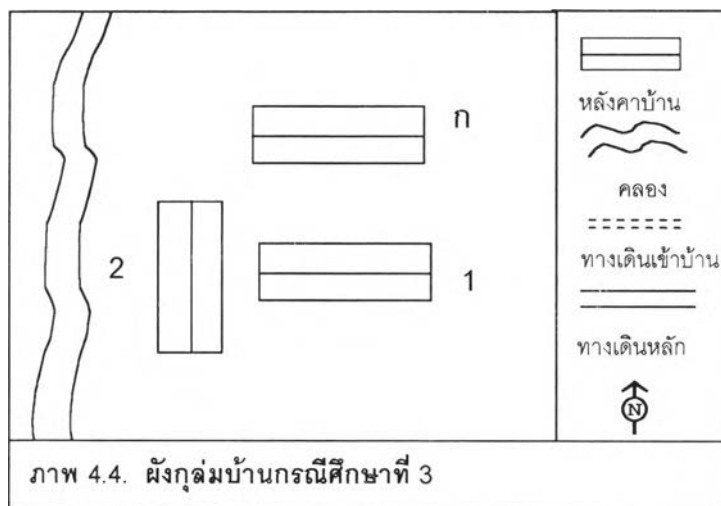 ก
2
1
หลังคาบ้าน
คลอง
ทางเดินเข้าบ้าน
ทางเดินหลัก
N
ภาพ 4.4. ผังกุล่มบ้านกรณีศึกษาที่ 3